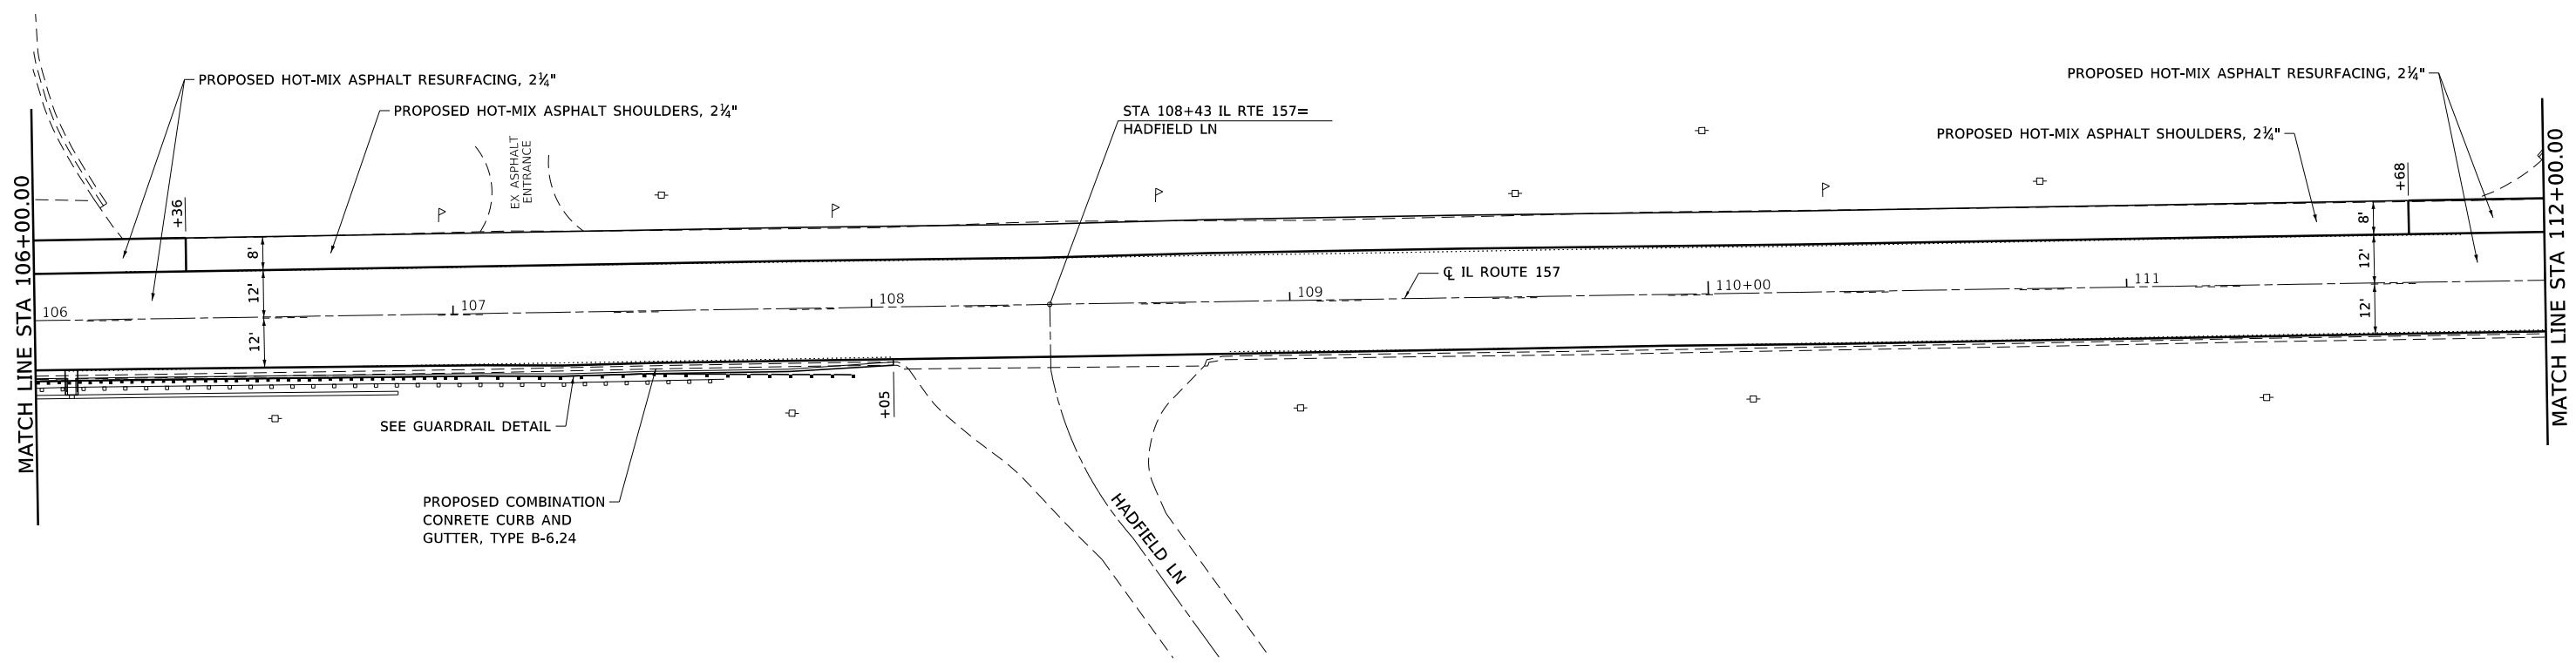 PROPOSED HOT-MIX ASPHALT RESURFACING, 2¼"
PROPOSED HOT-MIX ASPHALT SHOULDERS, 2¼"
EX ASPHALT
ENTRANCE
STA 108+43 IL RTE 157=
HADFIELD LN
PROPOSED HOT-MIX ASPHALT RESURFACING, 2¼"
PROPOSED HOT-MIX ASPHALT SHOULDERS, 2¼"
MATCH LINE STA 106+00.00
+36
+68
MATCH LINE STA 112+00.00
8'
12'
12'
8'
12'
12'
106
107
108
109
℄ IL ROUTE 157
110+00
111
+05
SEE GUARDRAIL DETAIL
PROPOSED COMBINATION
CONRETE CURB AND
GUTTER, TYPE B-6.24
HADFIELD LN